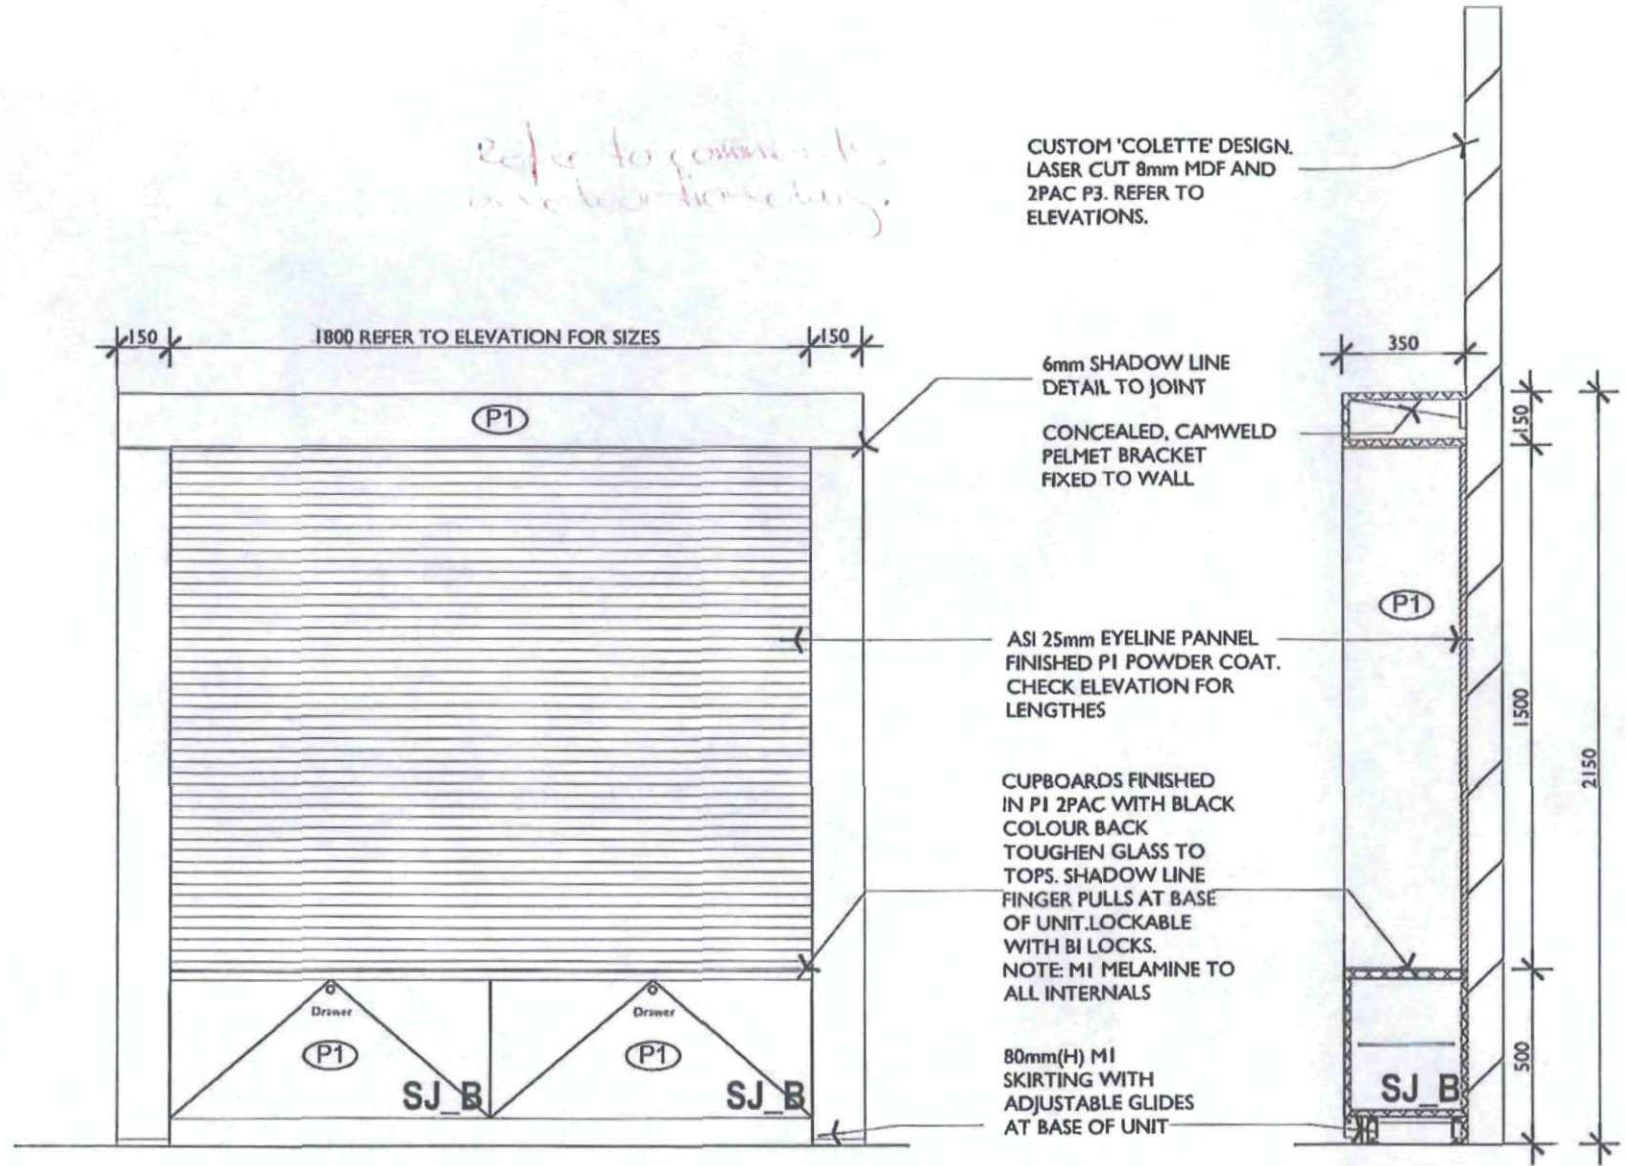 Refer to comments
CUSTOM 'COLETTE' DESIGN.
LASER CUT 8mm MDF AND
2PAC P3. REFER TO
ELEVATIONS.
150
1800 REFER TO ELEVATION FOR SIZES
150
350
6mm SHADOW LINE
DETAIL TO JOINT
P1
150
CONCEALED, CAMWELD
PELMET BRACKET
FIXED TO WALL
P1
ASI 25mm EYELINE PANNEL
FINISHED P1 POWDER COAT.
CHECK ELEVATION FOR
LENGTHES
1500
2150
CUPBOARDS FINISHED
IN P1 2PAC WITH BLACK
COLOUR BACK
TOUGHEN GLASS TO
TOPS. SHADOW LINE
FINGER PULLS AT BASE
OF UNIT.LOCKABLE
WITH BI LOCKS.
NOTE: M1 MELAMINE TO
ALL INTERNALS
Drawer
Drawer
P1
P1
SJ_B
SJ_B
SJ_B
500
80mm(H) M1
SKIRTING WITH
ADJUSTABLE GLIDES
AT BASE OF UNIT